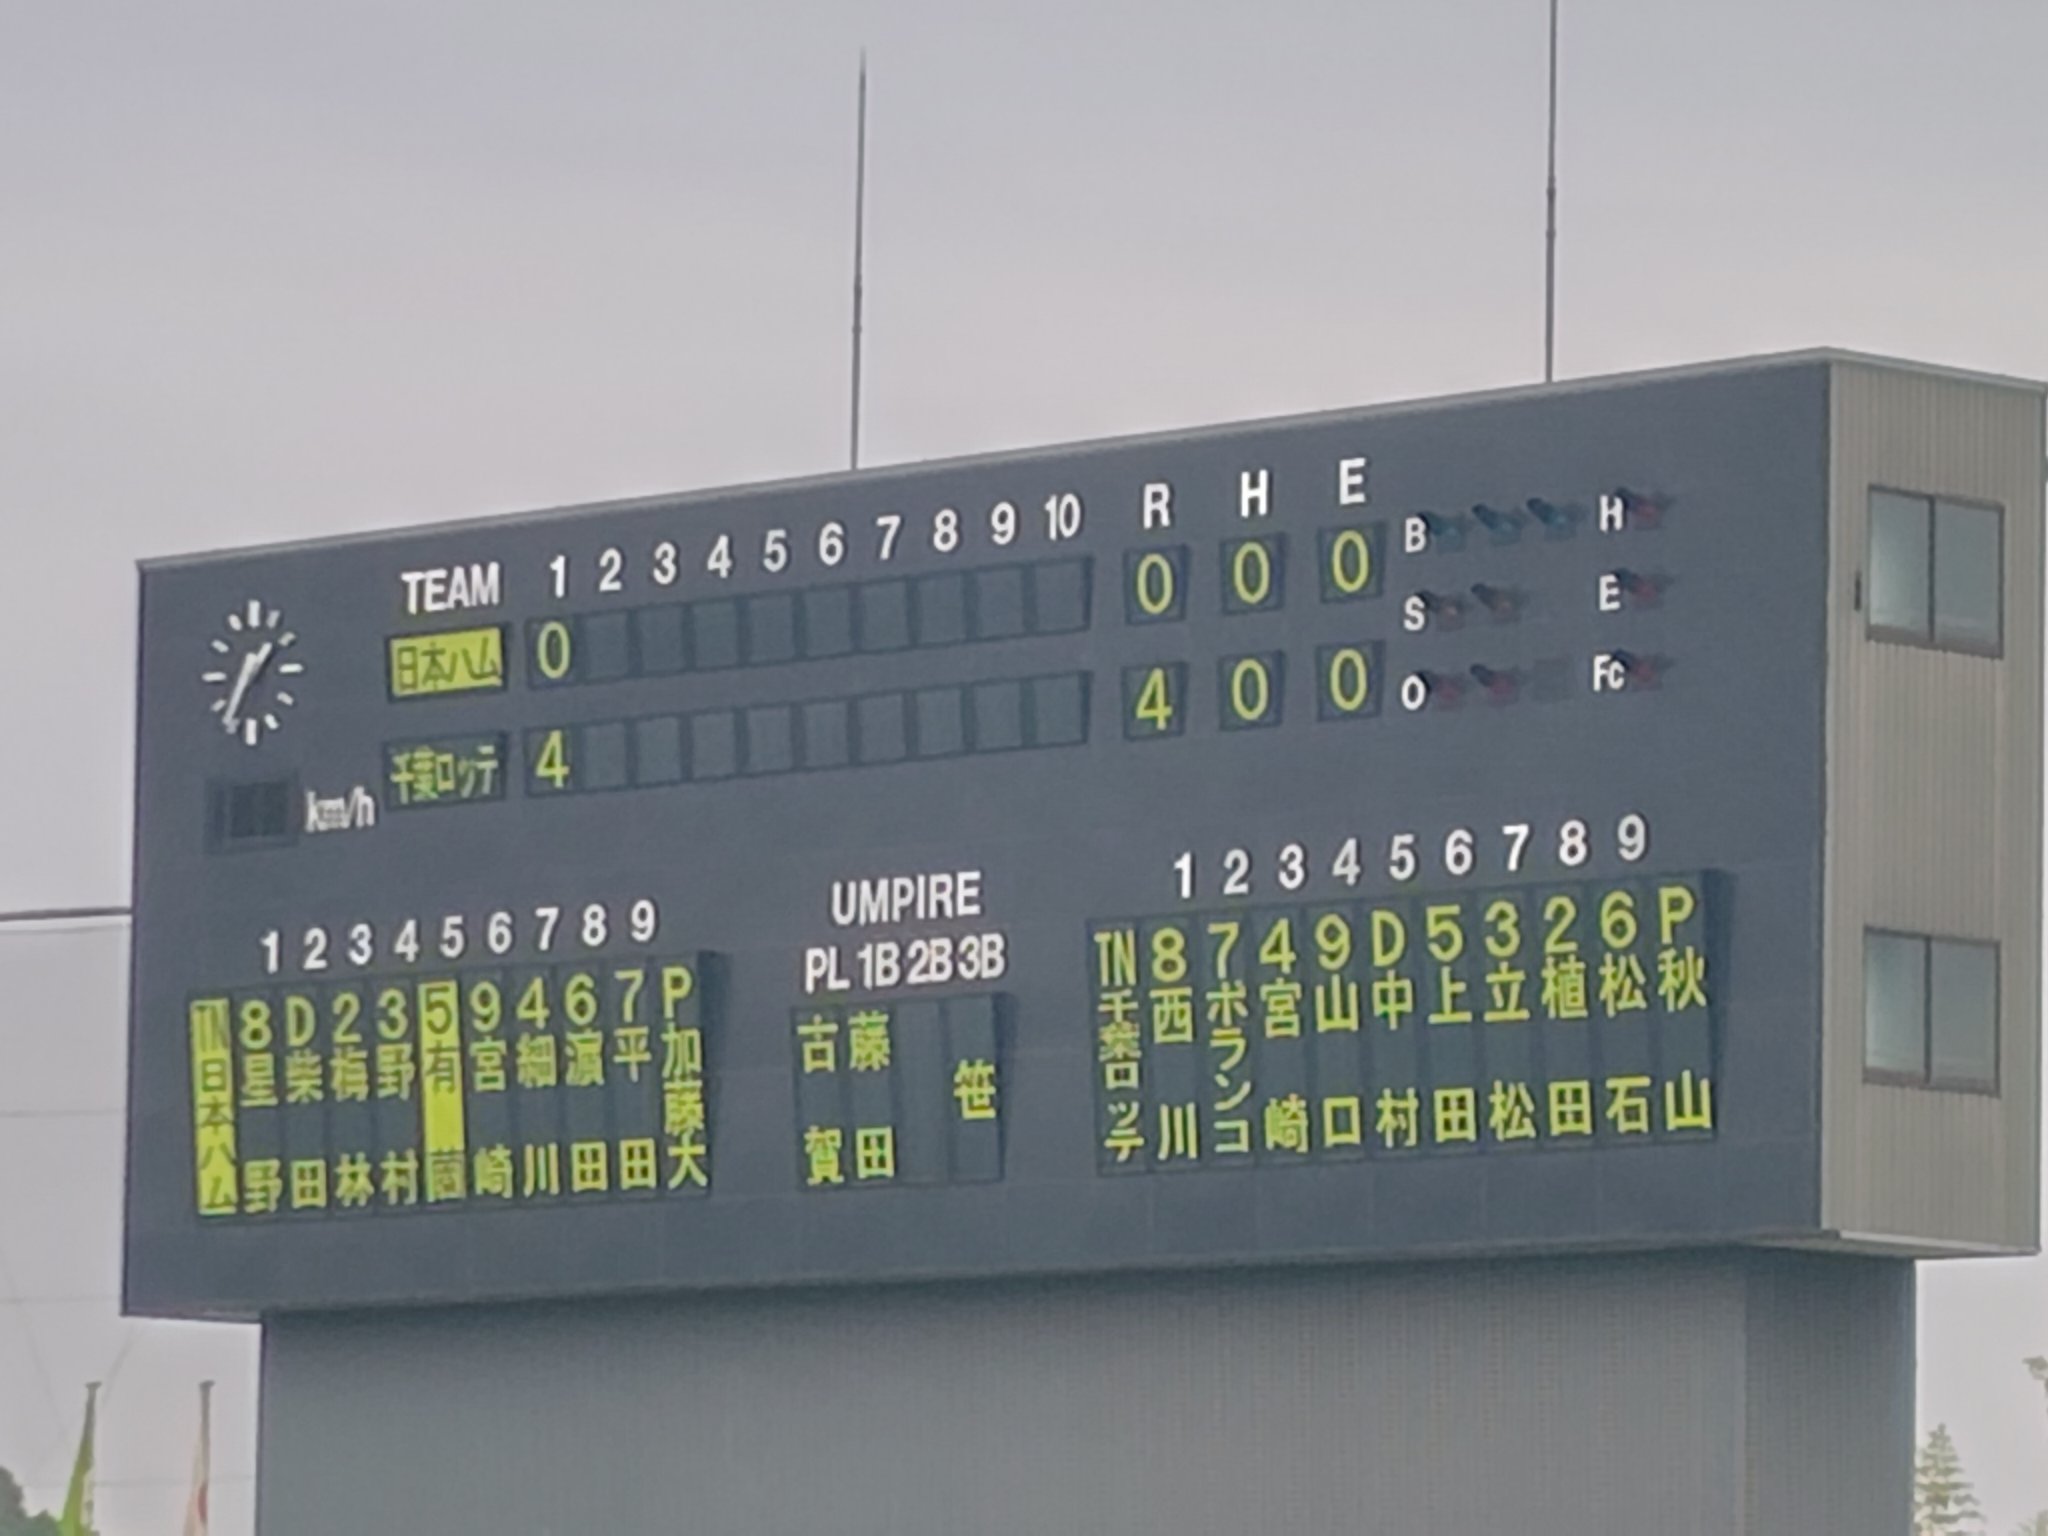 TEAM 1 2 3 4 5 6 7 8 9 10 R H E
日本ハム 0 0 0 0
千葉ロッテ 4 4 0 0
B H
S E
O Fc
km/h
1 2 3 4 5 6 7 8 9
TN 8 D 2 3 5 9 4 6 7 P
日本ハム 星野 柴田 梅林 野村 有薗 宮崎 細川 濵田 平田 加藤大
UMPIRE
PL 1B 2B 3B
古賀 藤田 笹
1 2 3 4 5 6 7 8 9
TN 8 7 4 9 D 5 3 2 6 P
千葉ロッテ 西川 ポランコ 宮崎 山口 中村 上田 立松 植田 松石 秋山